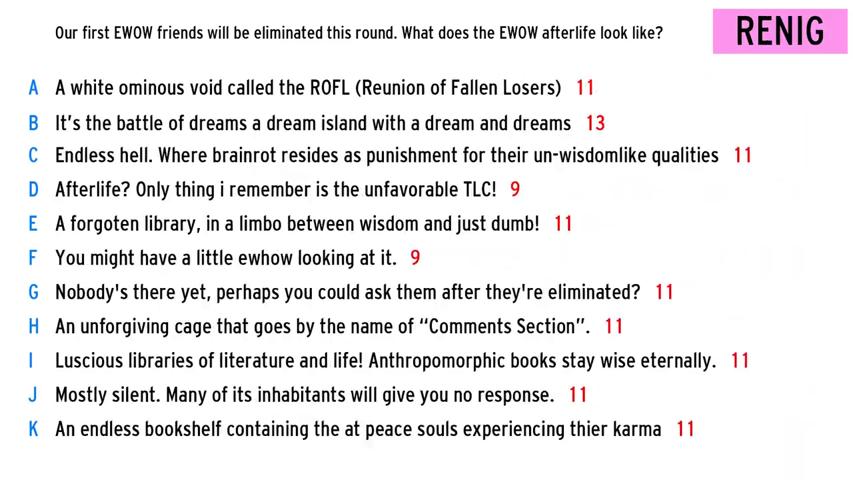 Our first EWOW friends will be eliminated this round. What does the EWOW afterlife look like?
RENIG
A A white ominous void called the ROFL (Reunion of Fallen Losers) 11
B It's the battle of dreams a dream island with a dream and dreams 13
C Endless hell. Where brainrot resides as punishment for their un-wisdomlike qualities 11
D Afterlife? Only thing i remember is the unfavorable TLC! 9
E A forgoten library, in a limbo between wisdom and just dumb! 11
F You might have a little ewhow looking at it. 9
G Nobody's there yet, perhaps you could ask them after they're eliminated? 11
H An unforgiving cage that goes by the name of “Comments Section”. 11
I Luscious libraries of literature and life! Anthropomorphic books stay wise eternally. 11
J Mostly silent. Many of its inhabitants will give you no response. 11
K An endless bookshelf containing the at peace souls experiencing thier karma 11